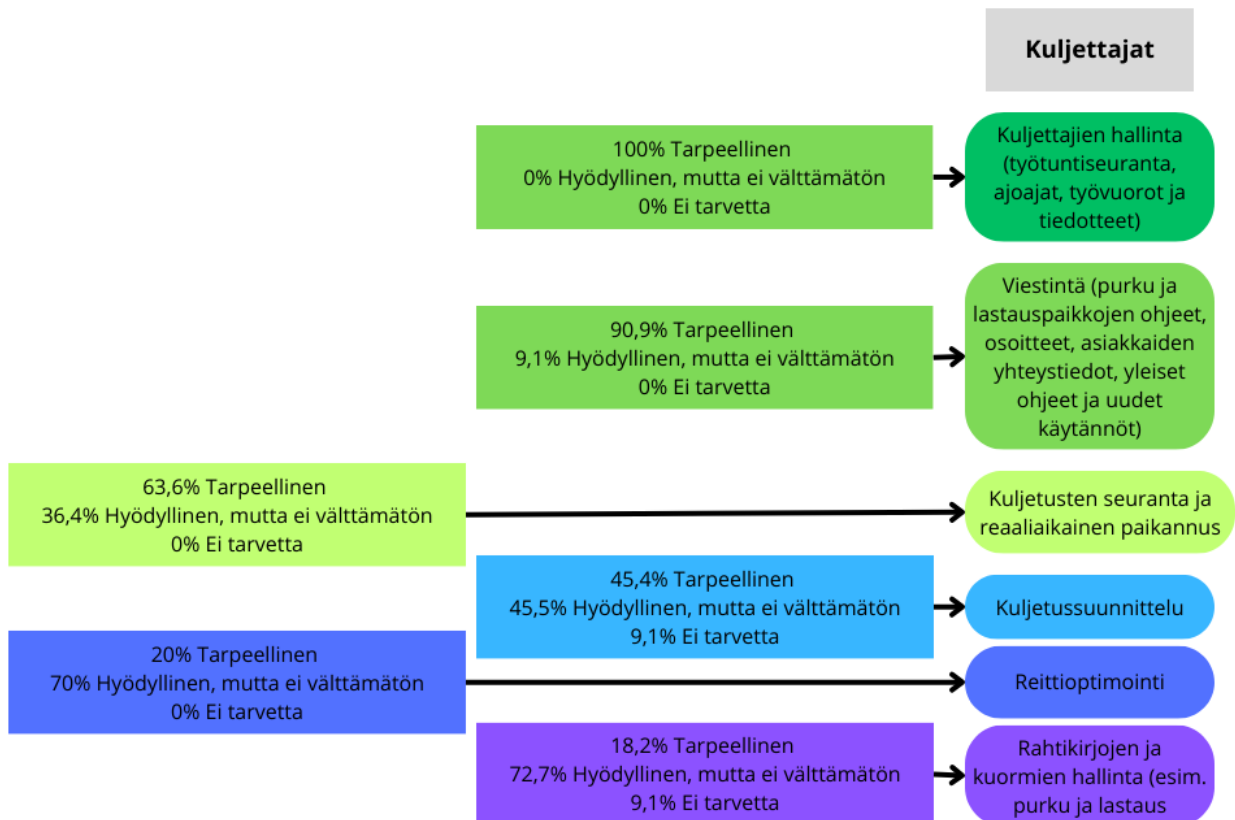 Kuljettajat
100% Tarpeellinen
0% Hyödyllinen, mutta ei välttämätön
0% Ei tarvetta
Kuljettajien hallinta
(työtuntiseuranta,
ajoajat, työvuorot ja
tiedotteet)
90,9% Tarpeellinen
9,1% Hyödyllinen, mutta ei välttämätön
0% Ei tarvetta
Viestintä (purku ja
lastauspaikkojen ohjeet,
osoitteet, asiakkaiden
yhteystiedot, yleiset
ohjeet ja uudet
käytännöt)
63,6% Tarpeellinen
36,4% Hyödyllinen, mutta ei välttämätön
0% Ei tarvetta
Kuljetusten seuranta ja
reaaliaikainen paikannus
45,4% Tarpeellinen
45,5% Hyödyllinen, mutta ei välttämätön
9,1% Ei tarvetta
Kuljetussuunnittelu
20% Tarpeellinen
70% Hyödyllinen, mutta ei välttämätön
0% Ei tarvetta
Reittioptimointi
18,2% Tarpeellinen
72,7% Hyödyllinen, mutta ei välttämätön
9,1% Ei tarvetta
Rahtikirjojen ja
kuormien hallinta (esim.
purku ja lastaus